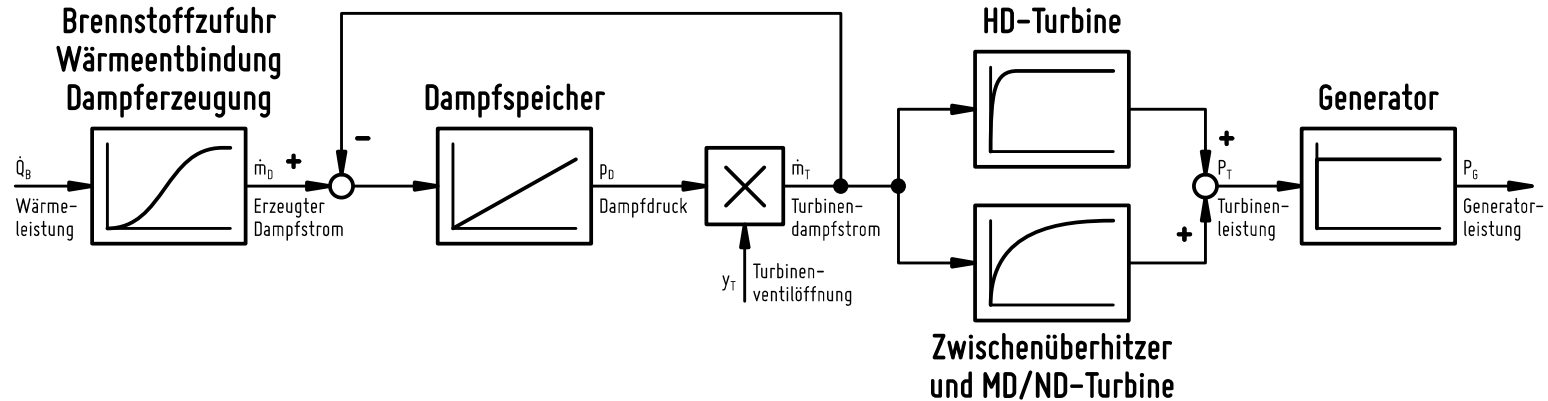 Brennstoffzufuhr
Wärmeentbindung
Dampferzeugung
Q̇B
Wärme-
leistung
ṁD
+
Erzeugter
Dampfstrom
−
Dampfspeicher
pD
Dampfdruck
yT
Turbinen-
ventilöffnung
ṁT
Turbinen-
dampfstrom
HD-Turbine
Zwischenüberhitzer
und MD/ND-Turbine
+
+
PT
Turbinen-
leistung
Generator
PG
Generator-
leistung